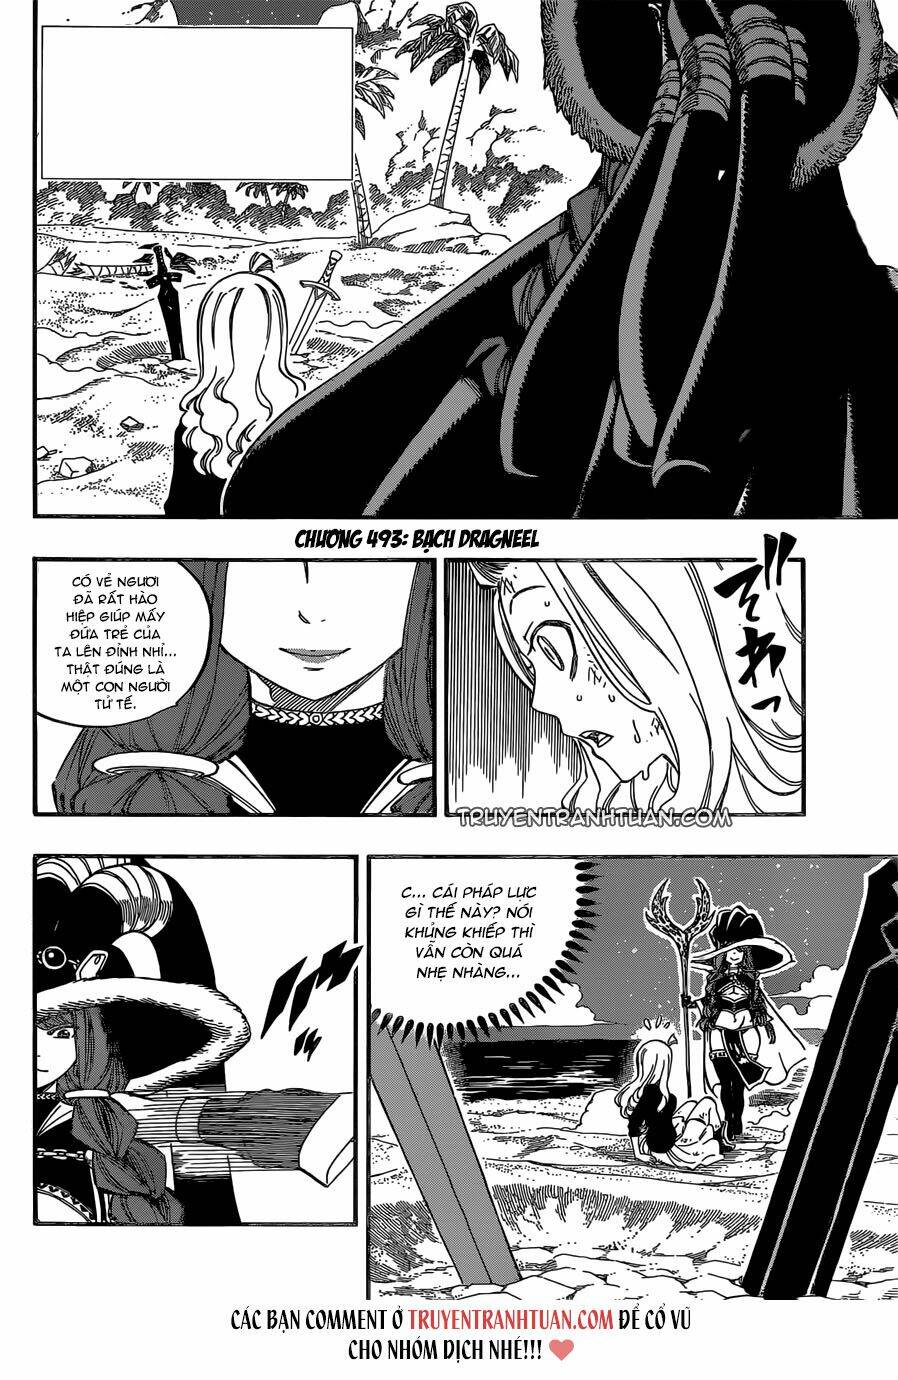 CHƯƠNG 493: BẠCH DRAGNEEL
CÓ VẺ NGƯƠI
ĐÃ RẤT HÀO
HIỆP GIÚP MẤY
ĐỨA TRẺ CỦA
TA LÊN ĐỈNH NHỈ...
THẬT ĐÚNG LÀ
MỘT CON NGƯỜI
TỬ TẾ.
TRUYENTRANHTUAN.COM
C... CÁI PHÁP LỰC
GÌ THẾ NÀY? NÓI
KHỦNG KHIẾP THÌ
VẪN CÒN QUÁ
NHẸ NHÀNG...
CÁC BẠN COMMENT Ở TRUYENTRANHTUAN.COM ĐỂ CỔ VŨ
CHO NHÓM DỊCH NHÉ!!!